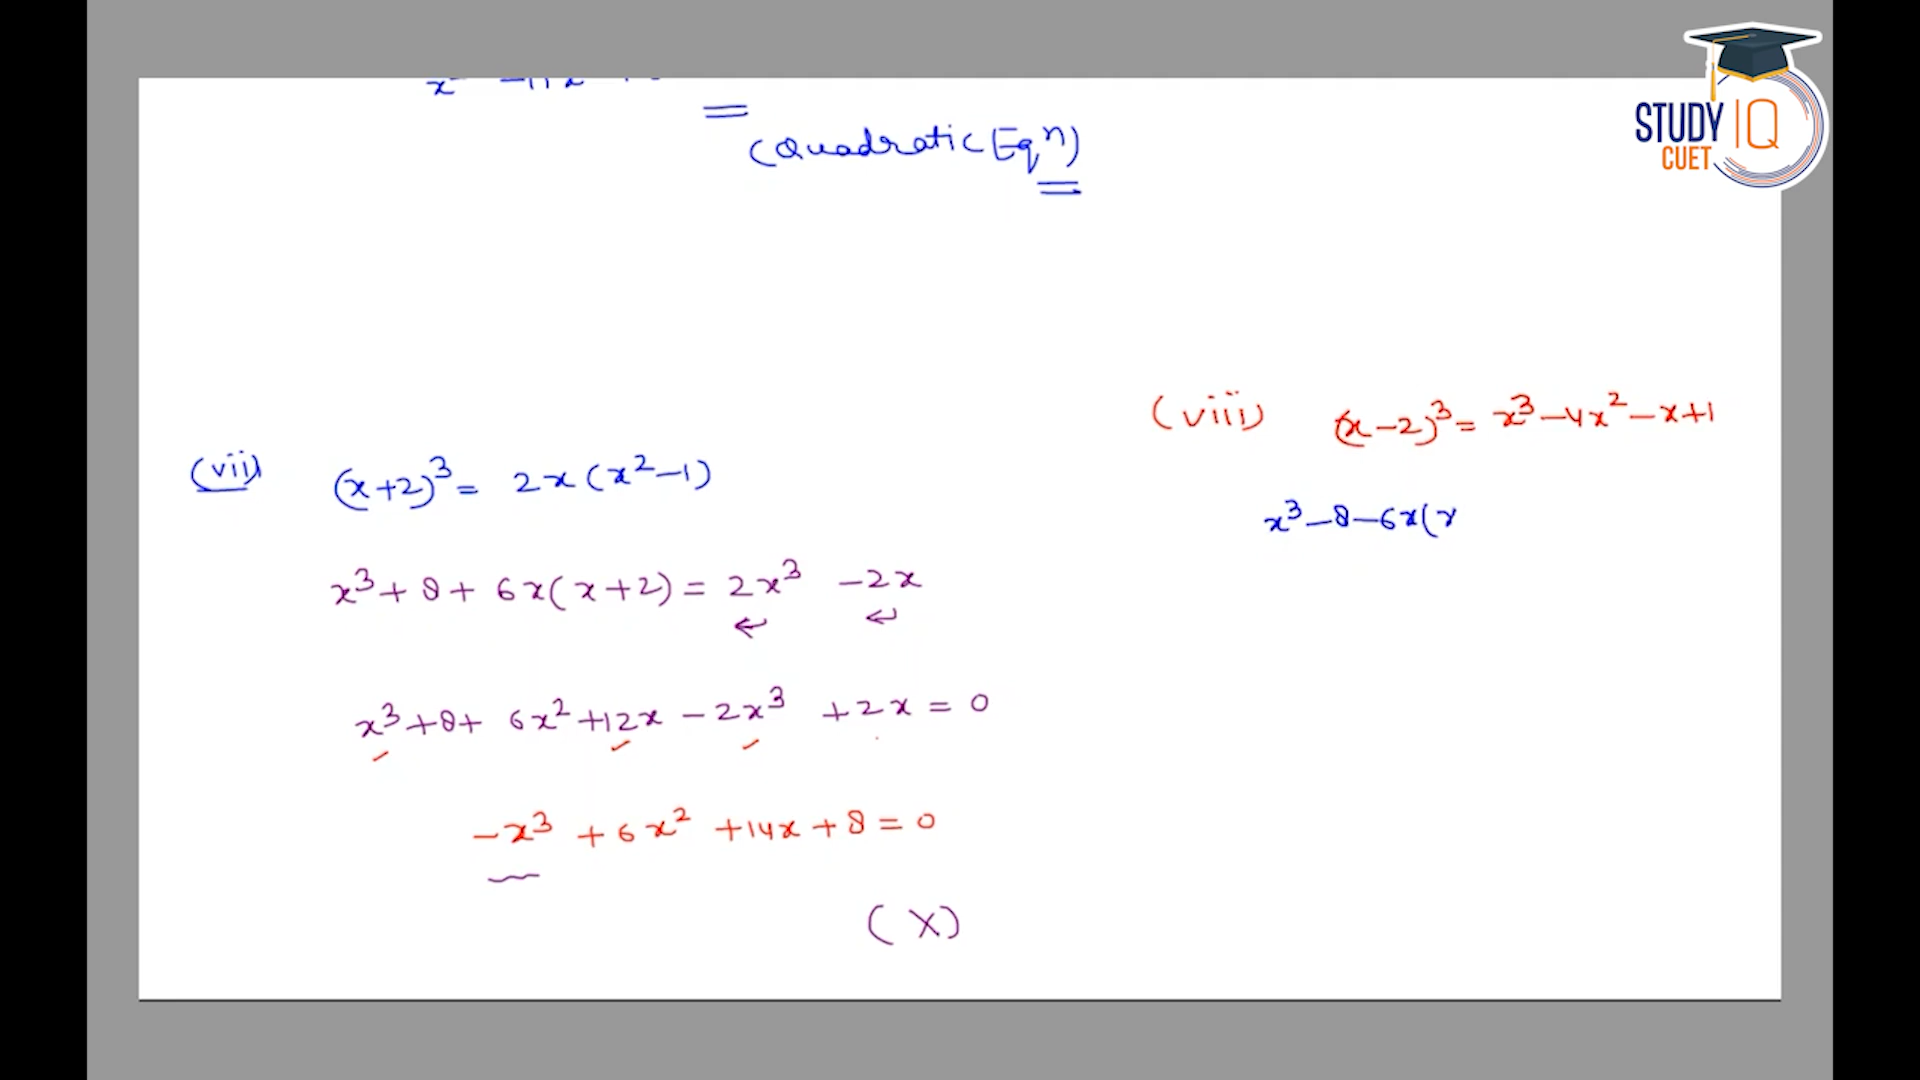 (Quadratic Eqⁿ)
STUDY IQ
CUET
(vii) (x+2)³ = 2x(x²-1)
x³+8+ 6x(x+2) = 2x³ -2x
x³+8+ 6x²+12x -2x³ +2x = 0
-x³ +6x² +14x+8=0
(X)
(viii) (x-2)³ = x³-4x²-x+1
x³-8-6x(x